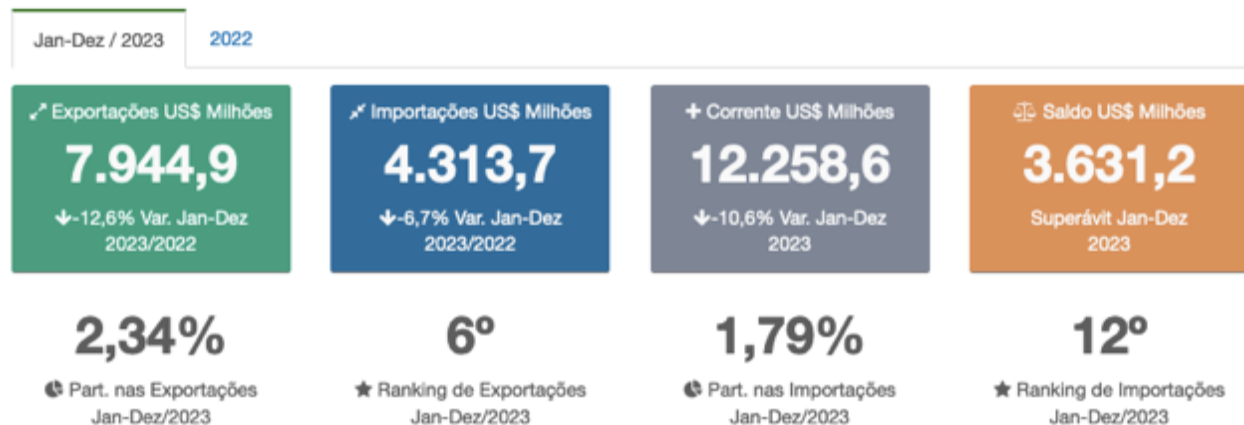 Jan-Dez / 2023
2022
Exportações US$ Milhões
7.944,9
-12,6% Var. Jan-Dez
2023/2022
Importações US$ Milhões
4.313,7
-6,7% Var. Jan-Dez
2023/2022
Corrente US$ Milhões
12.258,6
-10,6% Var. Jan-Dez
2023
Saldo US$ Milhões
3.631,2
Superávit Jan-Dez
2023
2,34%
Part. nas Exportações
Jan-Dez/2023
6º
Ranking de Exportações
Jan-Dez/2023
1,79%
Part. nas Importações
Jan-Dez/2023
12º
Ranking de Importações
Jan-Dez/2023